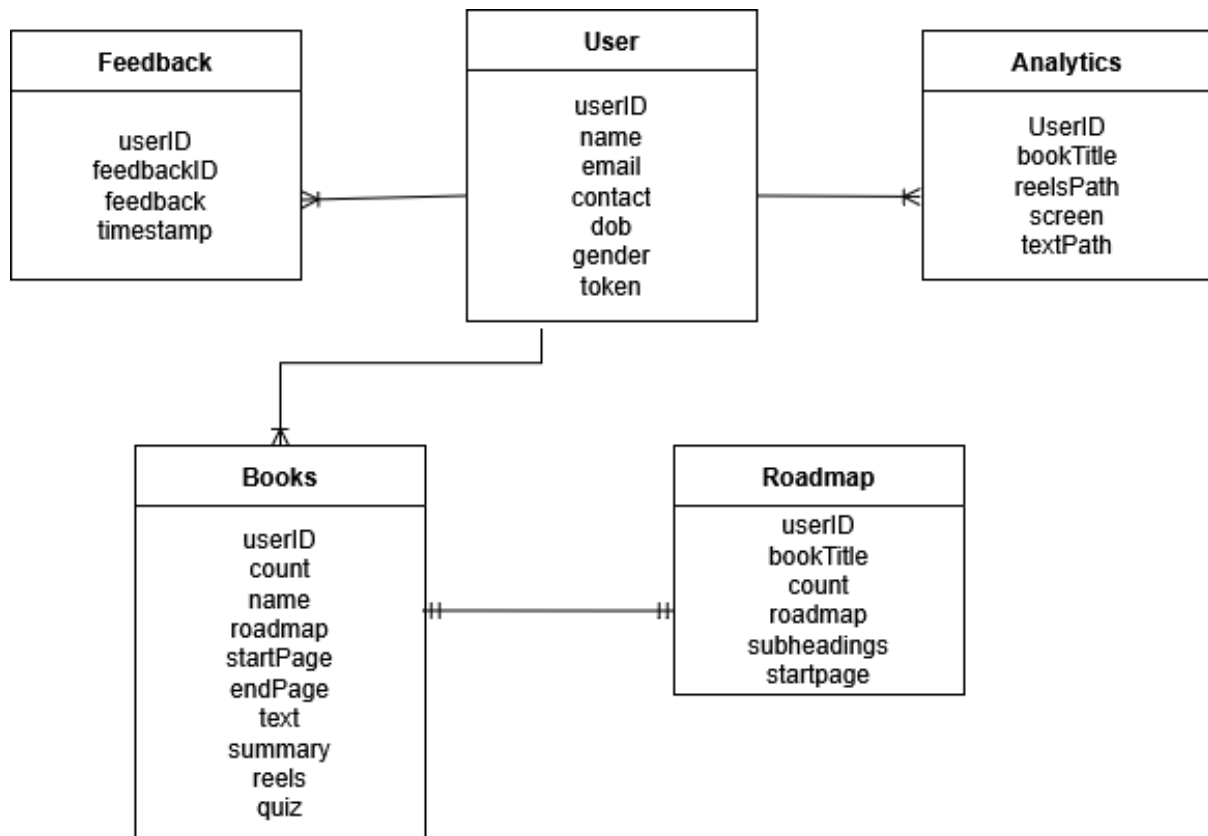 Feedback
userID
feedbackID
feedback
timestamp
User
userID
name
email
contact
dob
gender
token
Analytics
UserID
bookTitle
reelsPath
screen
textPath
Books
userID
count
name
roadmap
startPage
endPage
text
summary
reels
quiz
Roadmap
userID
bookTitle
count
roadmap
subheadings
startpage